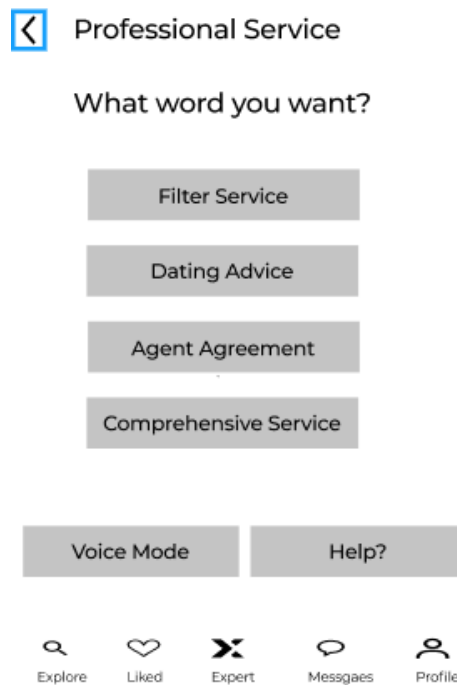 Professional Service
What word you want?
Filter Service
Dating Advice
Agent Agreement
Comprehensive Service
Voice Mode Help?
Explore Liked Expert Messgaes Profile